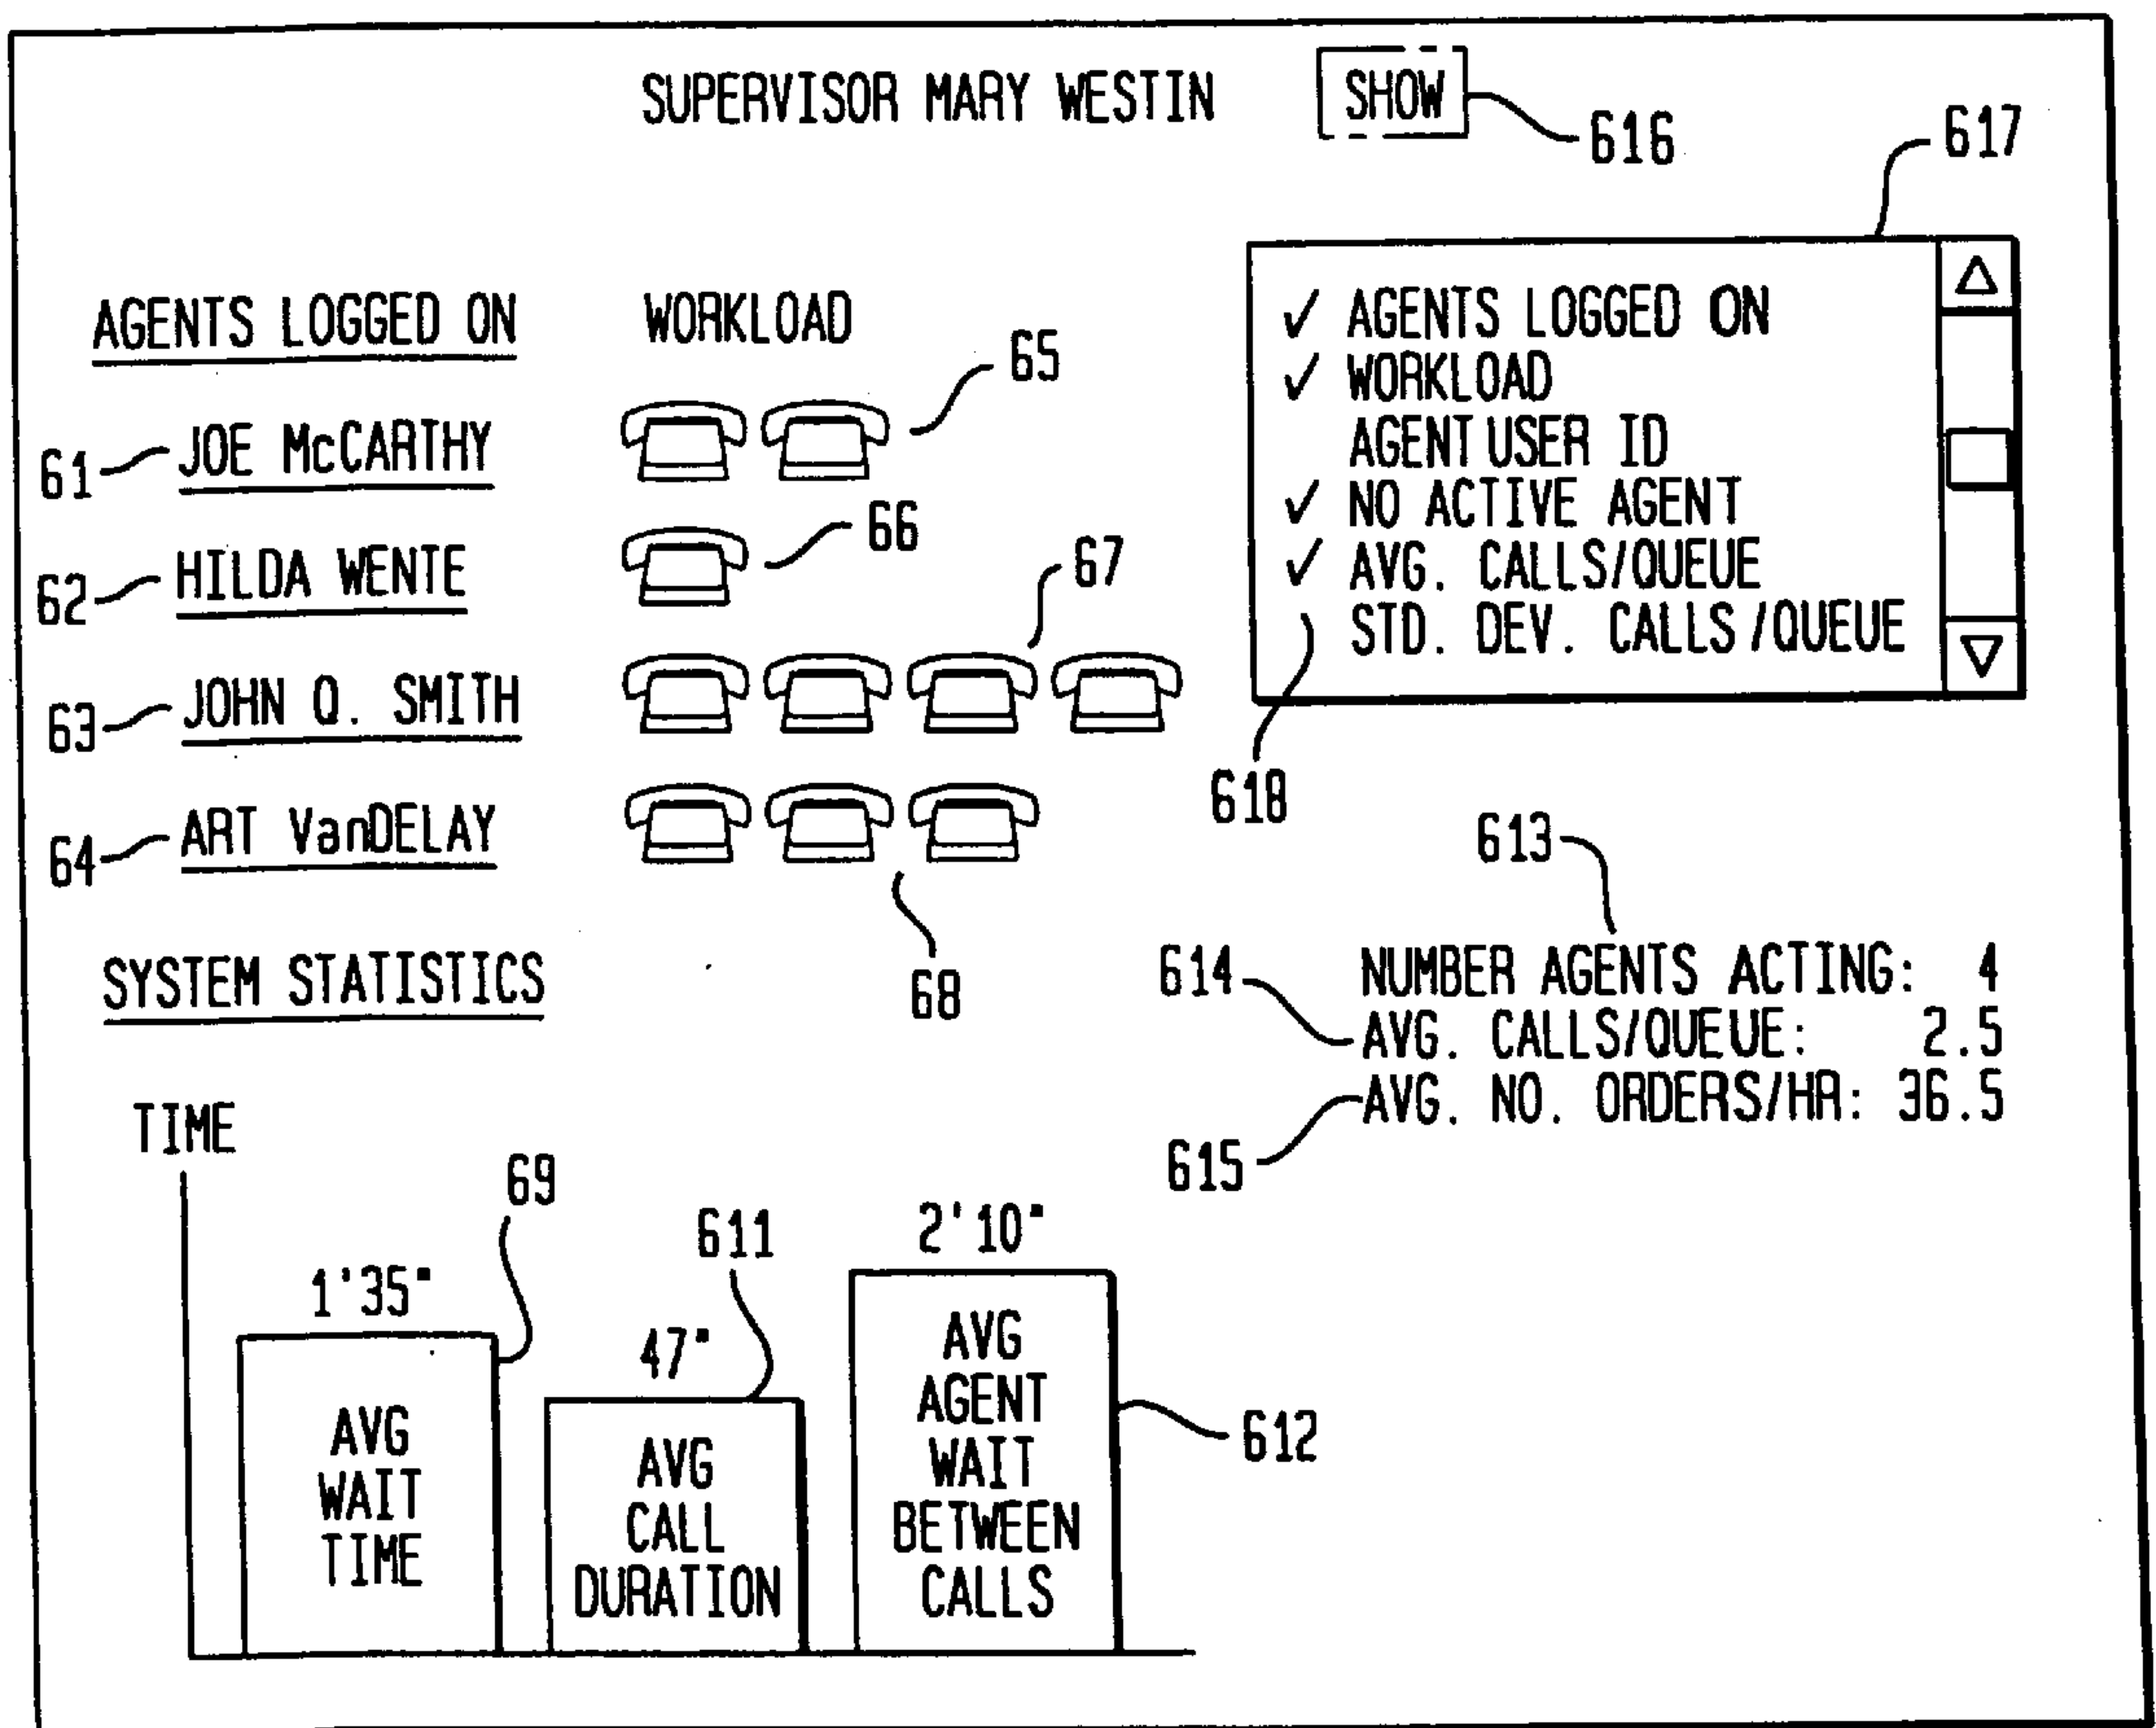 SUPERVISOR MARY WESTIN SHOW
616
617
AGENTS LOGGED ON WORKLOAD
65
61 JOE McCARTHY
66
62 HILDA WENTE
67
63 JOHN Q. SMITH
64 ART VanDELAY
68
✓ AGENTS LOGGED ON
✓ WORKLOAD
AGENT USER ID
✓ NO ACTIVE AGENT
✓ AVG. CALLS/QUEUE
STD. DEV. CALLS/QUEUE
618
613
NUMBER AGENTS ACTING: 4
614 AVG. CALLS/QUEUE: 2.5
615 AVG. NO. ORDERS/HR: 36.5
SYSTEM STATISTICS
TIME
69
1'35"
AVG
WAIT
TIME
611
47"
AVG
CALL
DURATION
2'10"
AVG
AGENT
WAIT
BETWEEN
CALLS
612